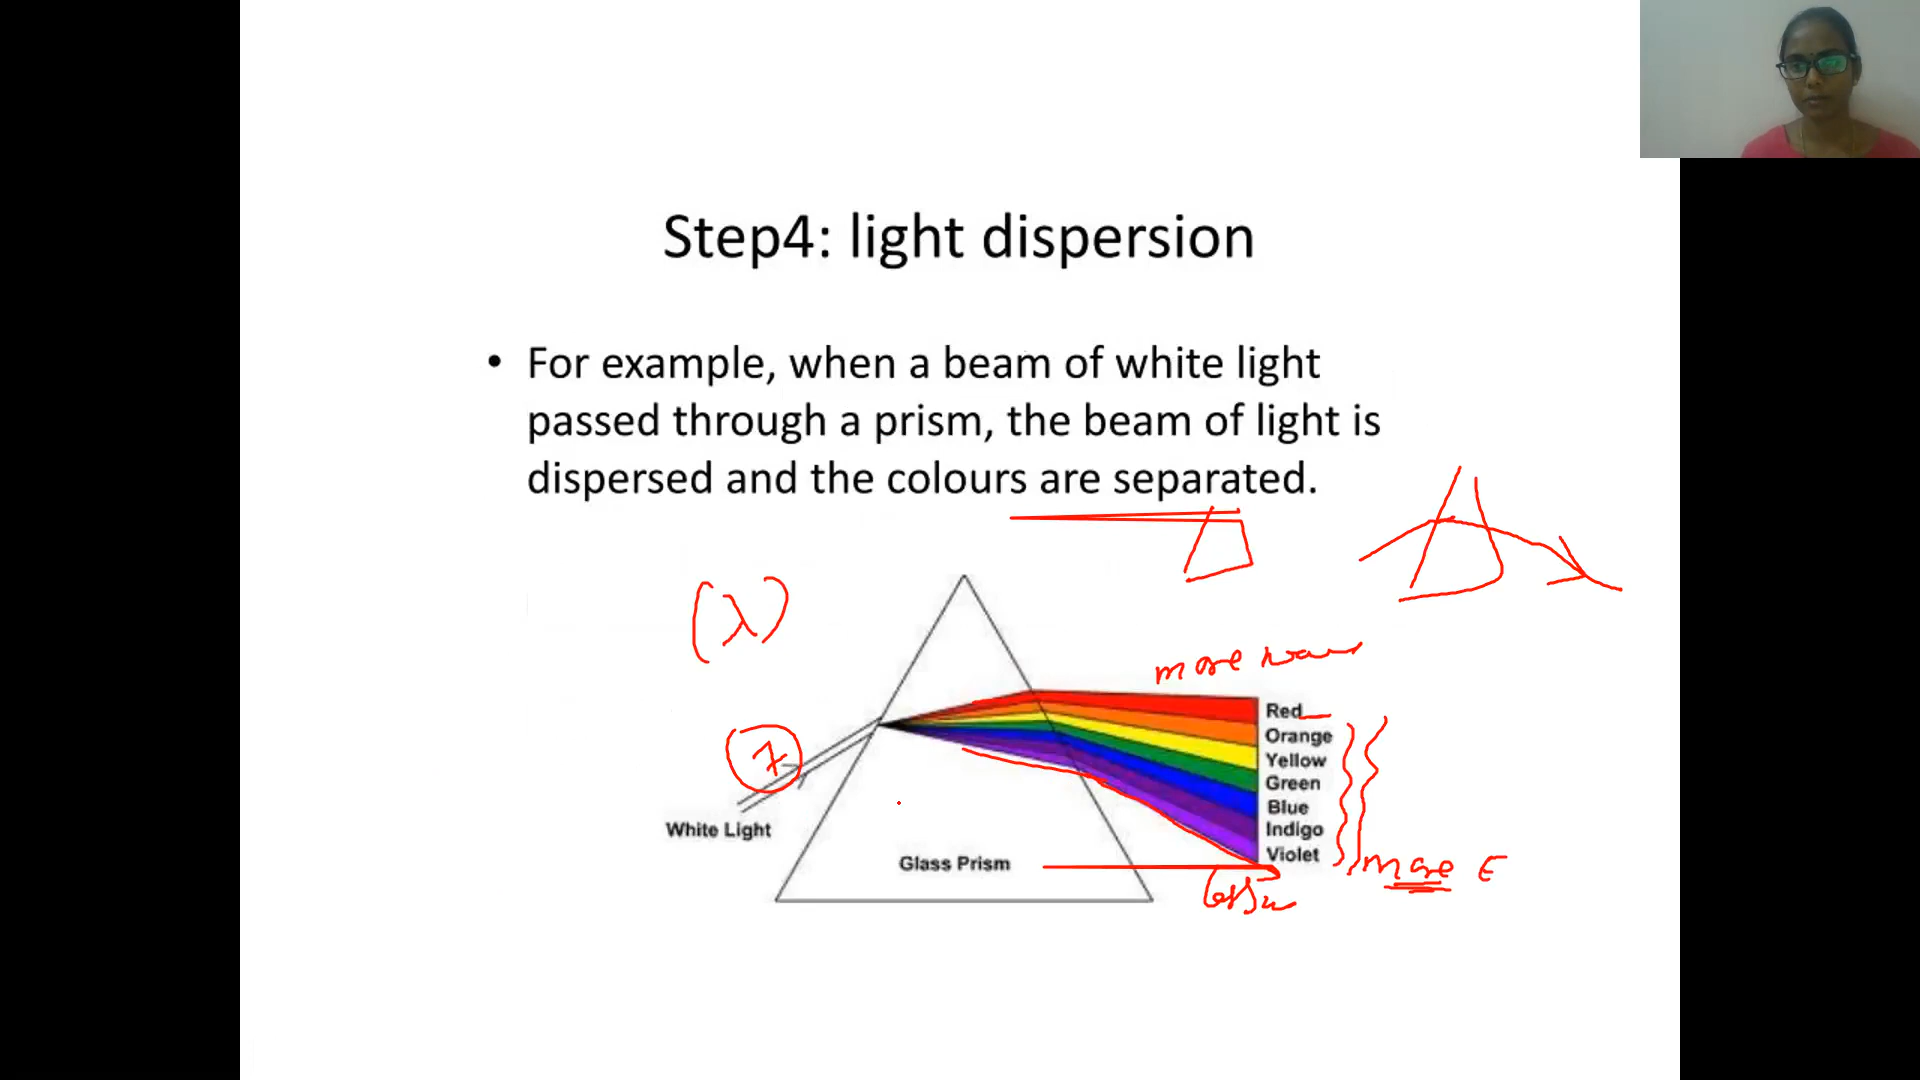 Step4: light dispersion
• For example, when a beam of white light
passed through a prism, the beam of light is
dispersed and the colours are separated.
(λ)
more
Red
Orange
7
Yellow
Green
Blue
White Light
Indigo
Violet
Glass Prism
more E